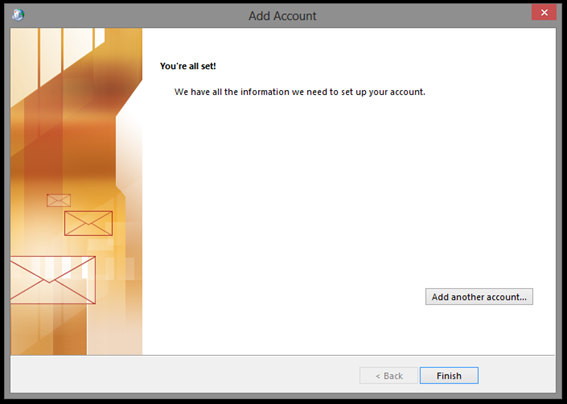 Add Account
You're all set!
We have all the information we need to set up your account.
Add another account...
< Back
Finish